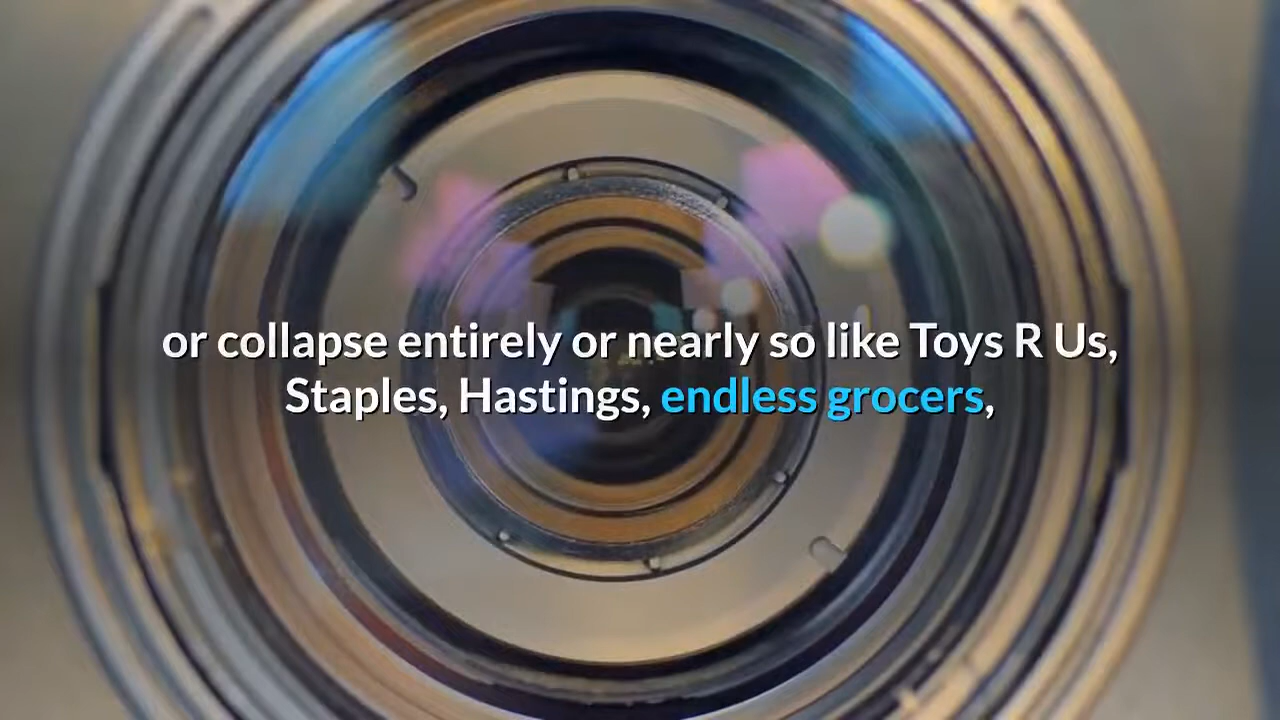 or collapse entirely or nearly so like Toys R Us,
Staples, Hastings, endless grocers,